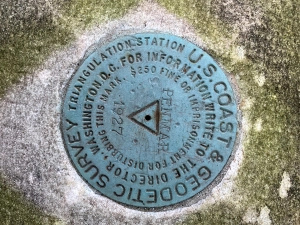 U.S. COAST & GEODETIC SURVEY
TRIANGULATION STATION
FOR INFORMATION WRITE TO THE DIRECTOR, WASHINGTON, D.C.
$250 FINE OR IMPRISONMENT FOR DISTURBING THIS MARK.
1927